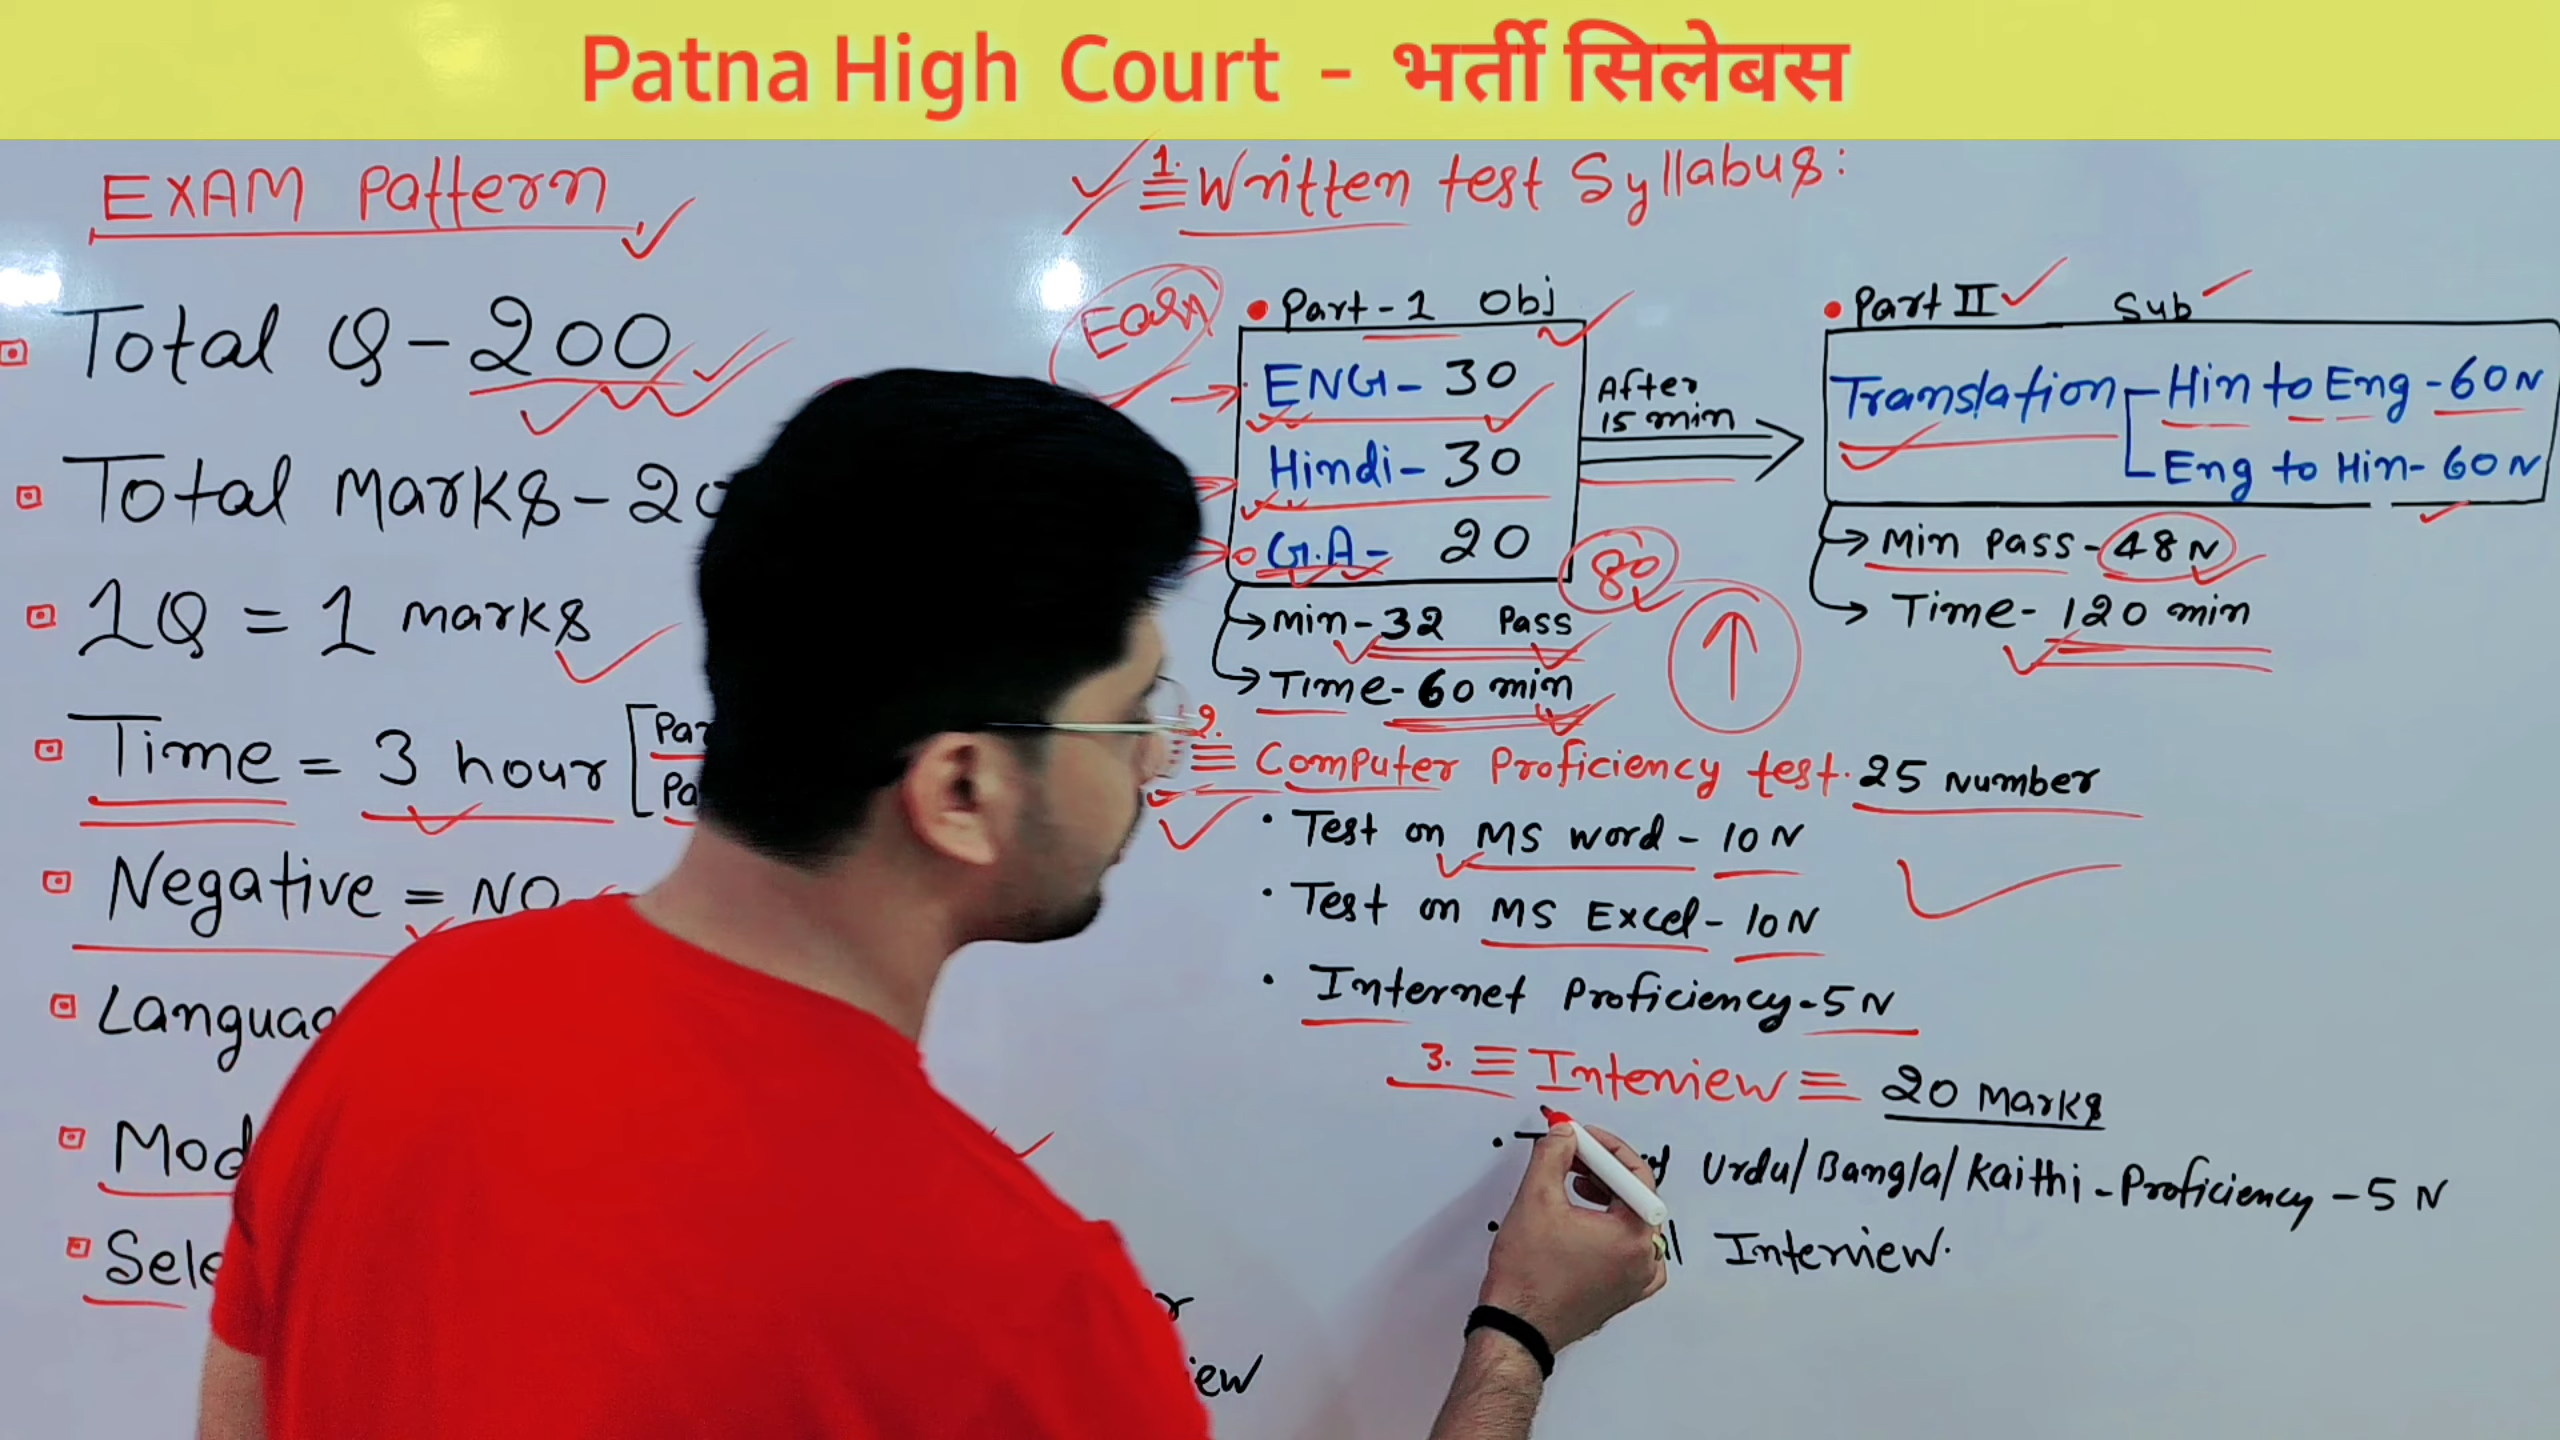 Patna High Court - भर्ती सिलेबस
EXAM Pattern
Total Q - 200
Total Marks - 20
1Q = 1 marks
Time = 3 hour
Negative = NO
1. Written test Syllabus:
Earn
Part-1 Obj
ENG - 30
Hindi - 30
G.A - 20
80
Min - 32 Pass
Time - 60 min
After
15 min
Part II Sub
Translation
Hin to Eng - 60 N
Eng to Hin - 60 N
Min Pass - 48 N
Time - 120 min
2. Computer Proficiency test. 25 Number
Test on MS Word - 10 N
Test on MS Excel - 10 N
Internet Proficiency - 5 N
3. Interview 20 Marks
Urdu/Bangla/Kaithi - Proficiency - 5 N
Interview.